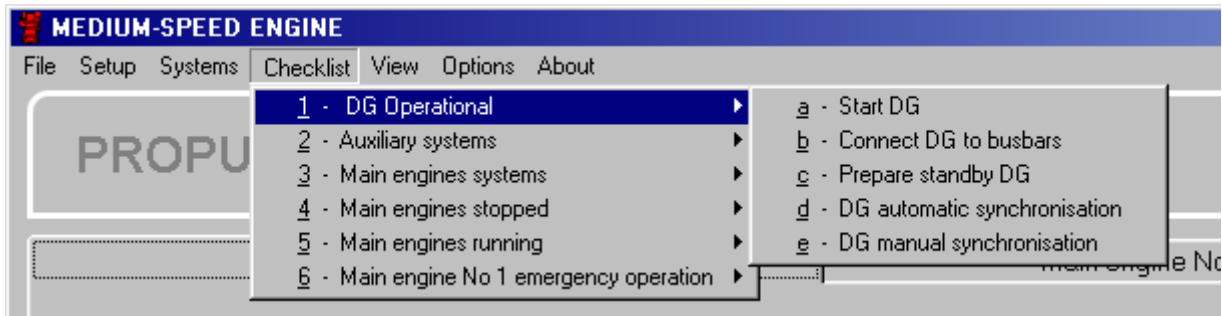 MEDIUM-SPEED ENGINE
File Setup Systems Checklist View Options About
PROPU
1 - DG Operational
2 - Auxiliary systems
3 - Main engines systems
4 - Main engines stopped
5 - Main engines running
6 - Main engine No 1 emergency operation
a - Start DG
b - Connect DG to busbars
c - Prepare standby DG
d - DG automatic synchronisation
e - DG manual synchronisation
main engine No